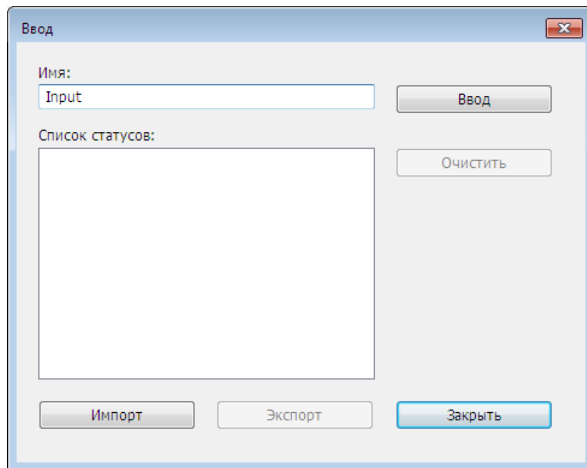 Ввод
Имя:
Input
Ввод
Список статусов:
Очистить
Импорт
Экспорт
Закрыть